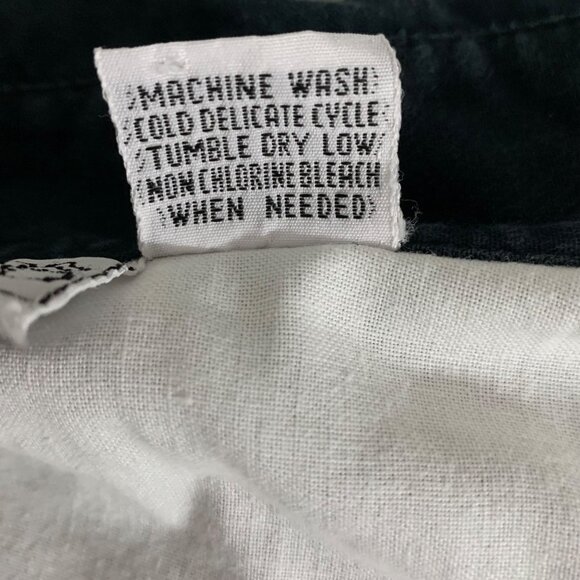 MACHINE WASH
COLD DELICATE CYCLE
TUMBLE DRY LOW
NON CHLORINE BLEACH
WHEN NEEDED